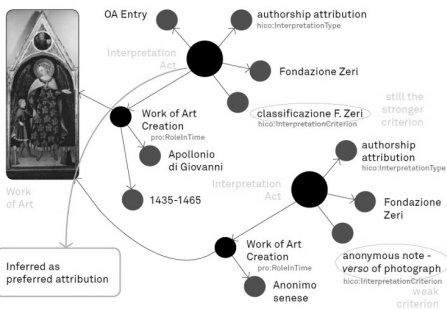 OA Entry
authorship attribution
hico:InterpretationType
Interpretation
Act
Fondazione Zeri
still the
stronger
criterion
classificazione F. Zeri
hico:InterpretationCriterion
Work of Art
Creation
pro:RoleInTime
Apollonio
di Giovanni
1435-1465
Work
of Art
authorship
attribution
hico:InterpretationType
Interpretation
Act
Fondazione
Zeri
Work of Art
Creation
pro:RoleInTime
Anonimo
senese
anonymous note -
verso of photograph
hico:InterpretationCriterion
weak
criterion
Inferred as
preferred attribution